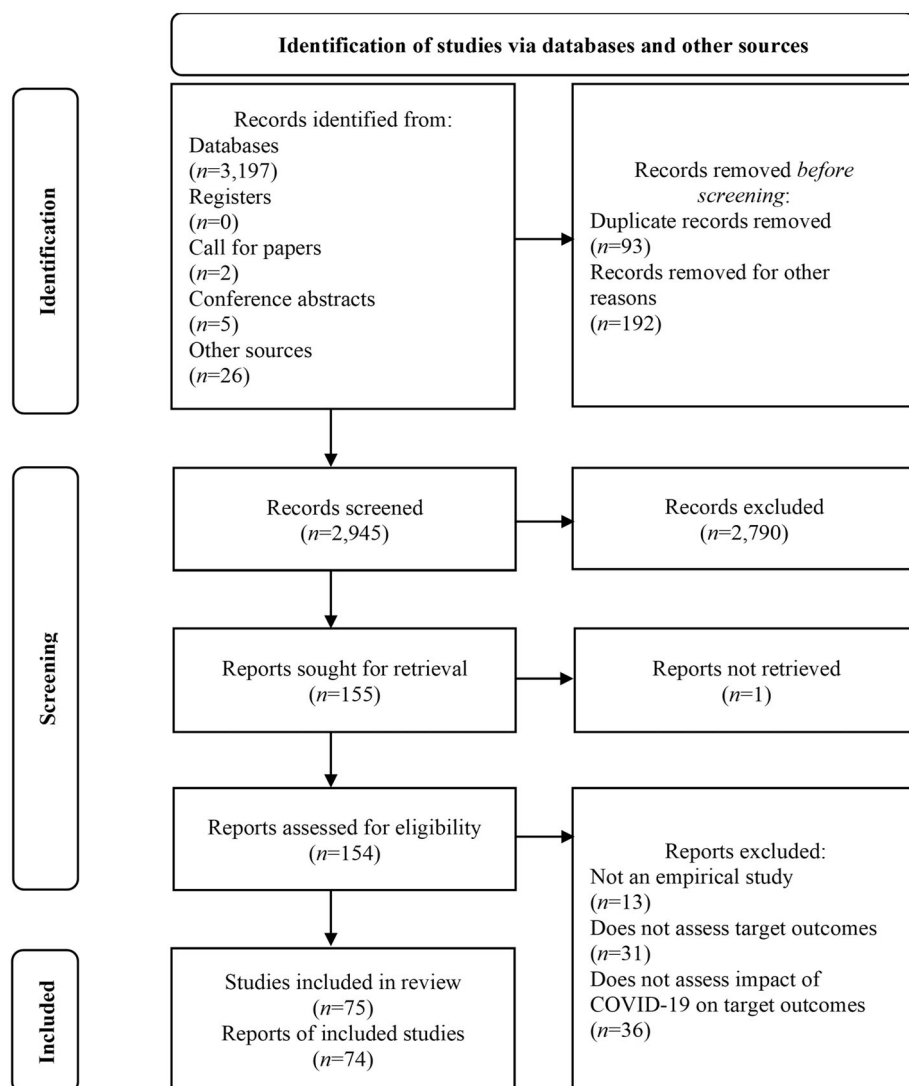 Identification of studies via databases and other sources
Identification
Records identified from:
Databases
(n=3,197)
Registers
(n=0)
Call for papers
(n=2)
Conference abstracts
(n=5)
Other sources
(n=26)
Records removed before
screening:
Duplicate records removed
(n=93)
Records removed for other
reasons
(n=192)
Screening
Records screened
(n=2,945)
Records excluded
(n=2,790)
Reports sought for retrieval
(n=155)
Reports not retrieved
(n=1)
Reports assessed for eligibility
(n=154)
Reports excluded:
Not an empirical study
(n=13)
Does not assess target outcomes
(n=31)
Does not assess impact of
COVID-19 on target outcomes
(n=36)
Included
Studies included in review
(n=75)
Reports of included studies
(n=74)